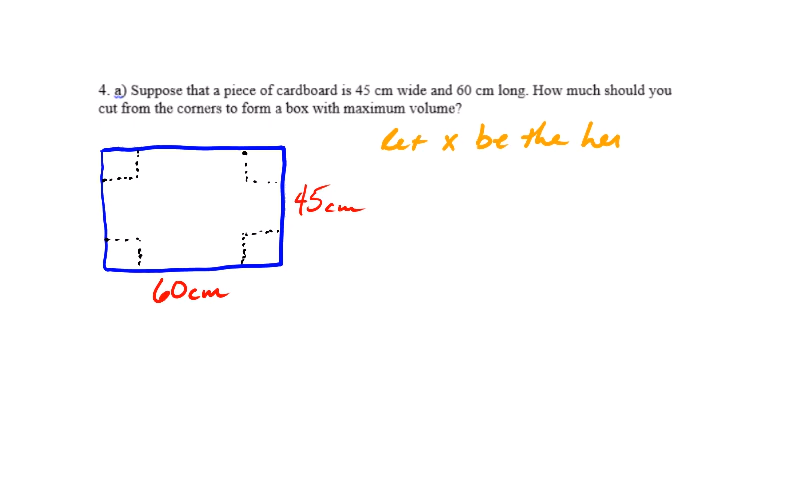 4. a) Suppose that a piece of cardboard is 45 cm wide and 60 cm long. How much should you
cut from the corners to form a box with maximum volume?
let x be the hei
45cm
60cm